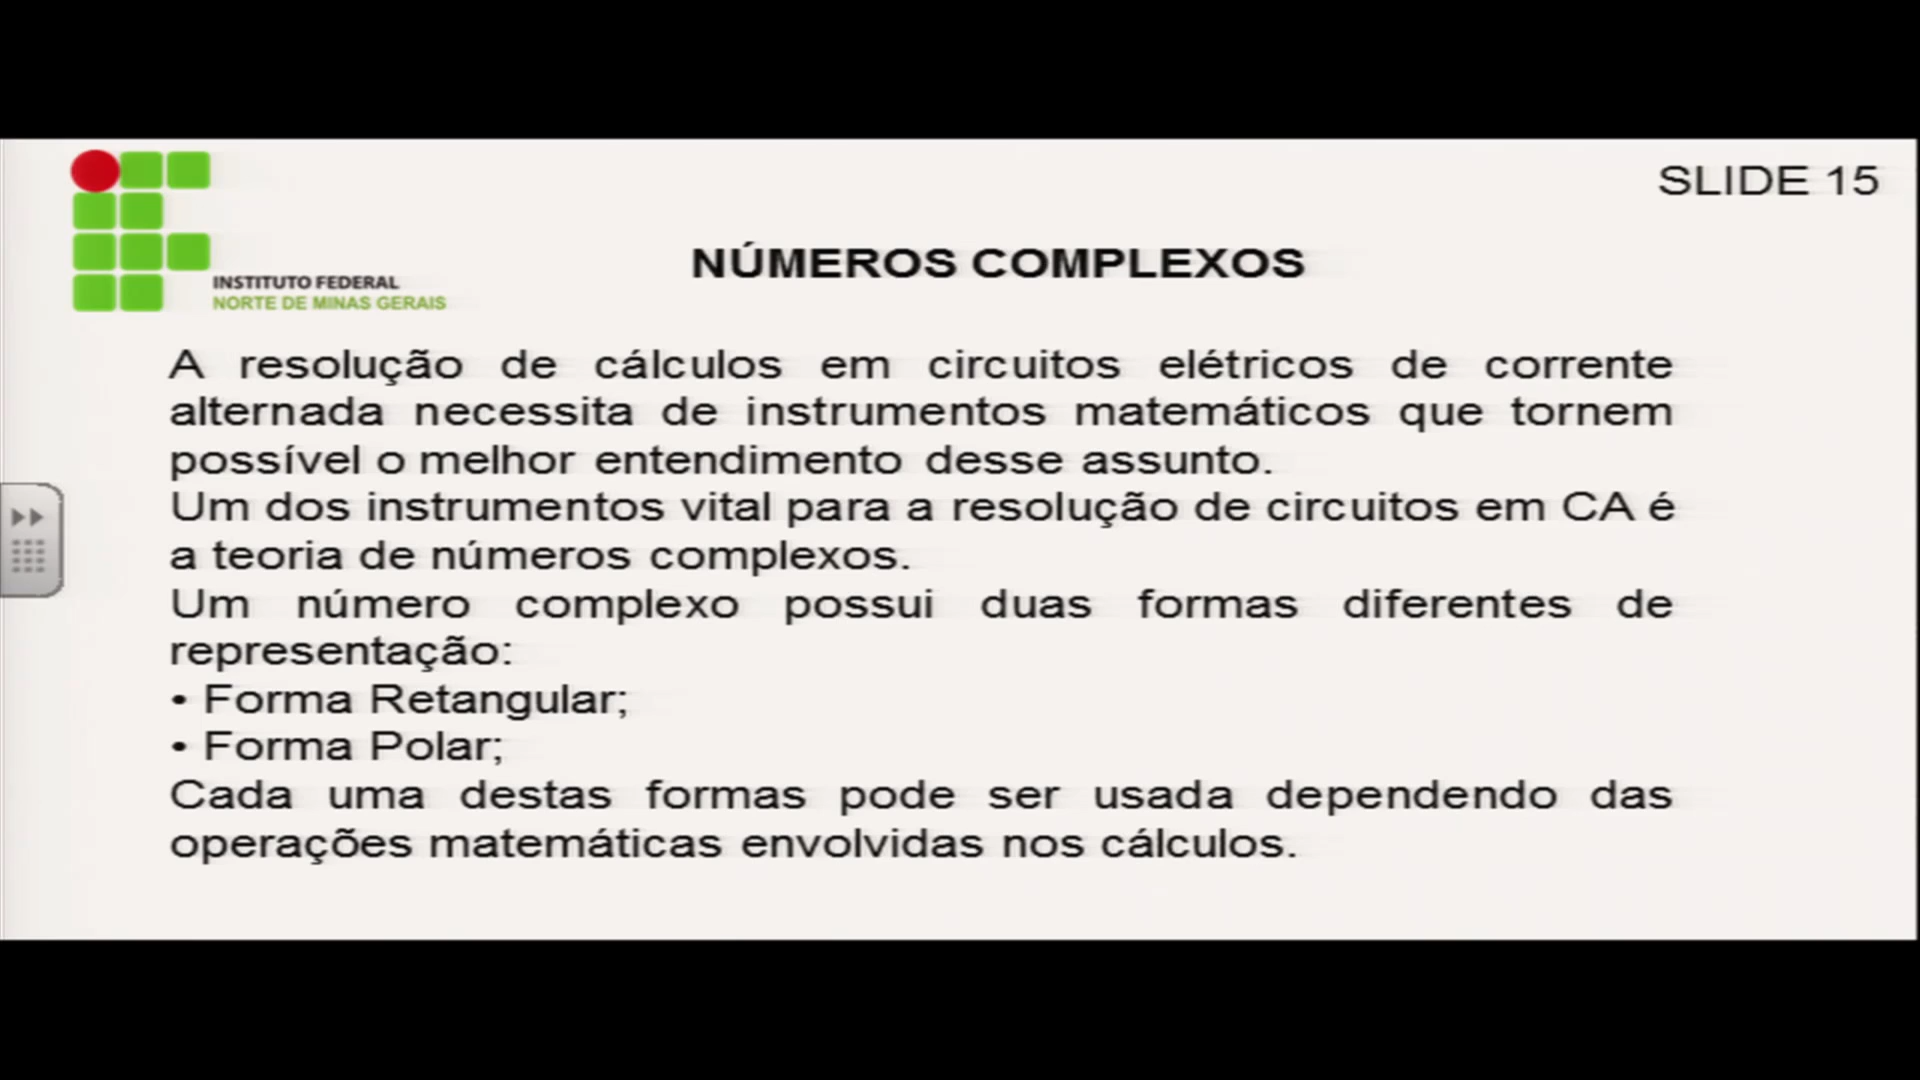 SLIDE 15
INSTITUTO FEDERAL
NORTE DE MINAS GERAIS
NÚMEROS COMPLEXOS
A resolução de cálculos em circuitos elétricos de corrente
alternada necessita de instrumentos matemáticos que tornem
possível o melhor entendimento desse assunto.
Um dos instrumentos vital para a resolução de circuitos em CA é
a teoria de números complexos.
Um número complexo possui duas formas diferentes de
representação:
• Forma Retangular;
• Forma Polar;
Cada uma destas formas pode ser usada dependendo das
operações matemáticas envolvidas nos cálculos.